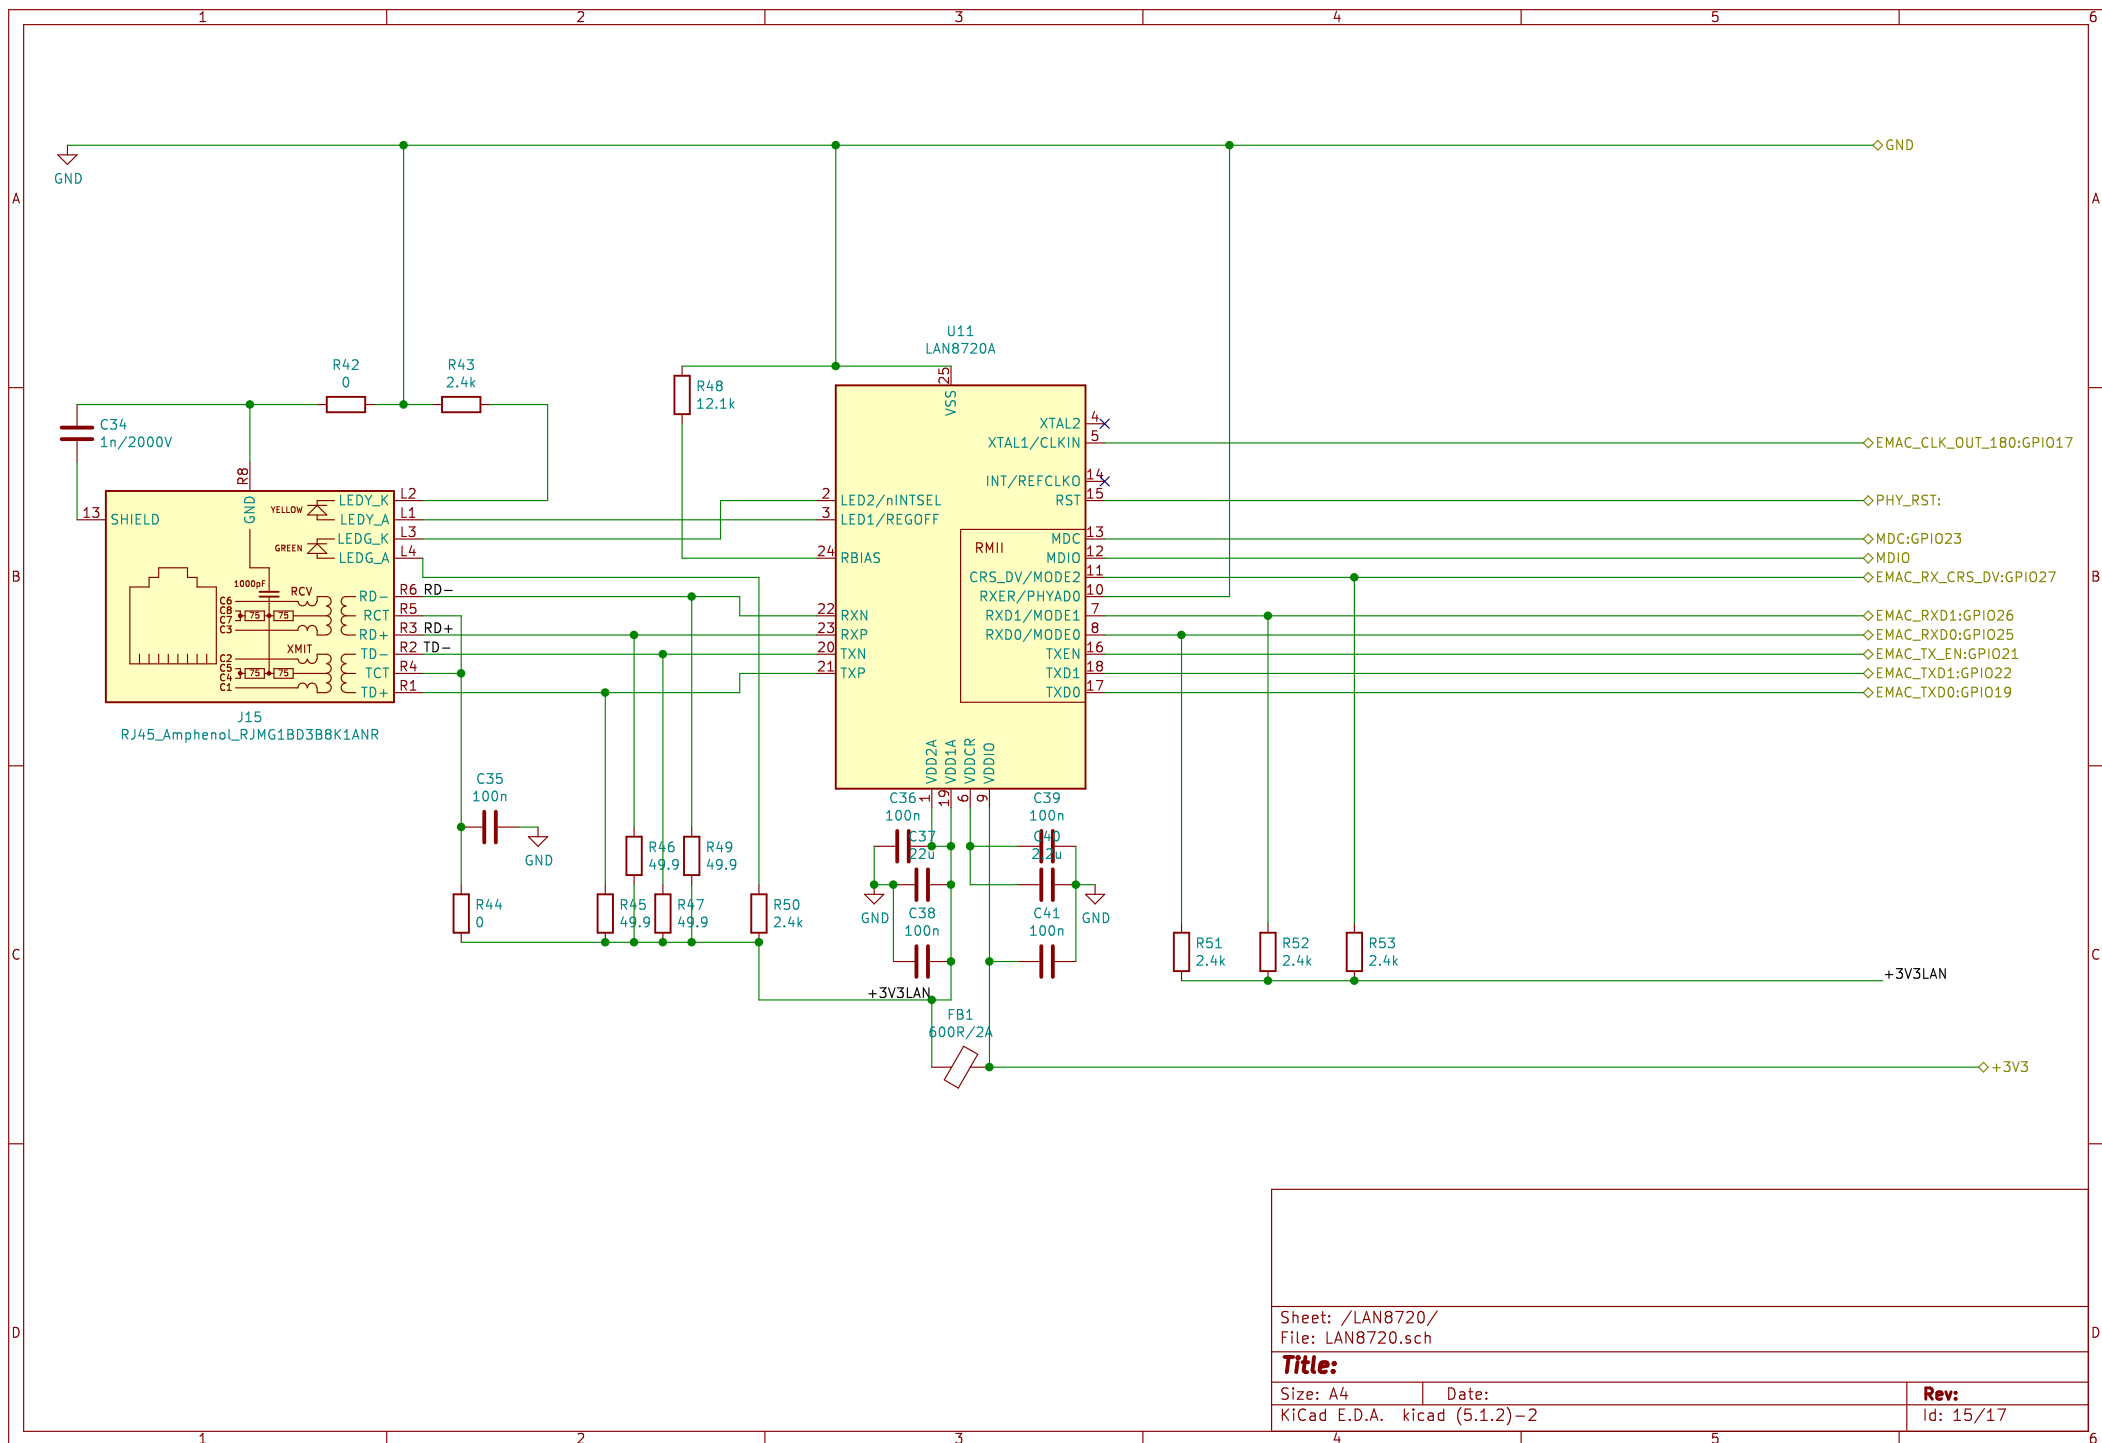 1 2 3 4 5 6
GND
GND
A A
U11
LAN8720A
R42
0
R43
2.4k
R48
12.1k
25
VSS
C34
1n/2000V
XTAL2 4
XTAL1/CLKIN 5
EMAC_CLK_OUT_180:GPIO17
R8
GND
INT/REFCLKO 14
RST 15
PHY_RST:
13 SHIELD
YELLOW
LEDY_K L2
LEDY_A L1
GREEN
LEDG_K L3
LEDG_A L4
2 LED2/nINTSEL
3 LED1/REGOFF
24 RBIAS
RMII
MDC 13
MDC:GPIO23
MDIO 12
MDIO
B B
CRS_DV/MODE2 11
EMAC_RX_CRS_DV:GPIO27
1000pF
RCV
RD- R6 RD-
RXER/PHYAD0 10
C6
C8
C7
C3
75 75
RCT R5
22 RXN
RXD1/MODE1 7
EMAC_RXD1:GPIO26
RD+ R3 RD+
23 RXP
RXD0/MODE0 8
EMAC_RXD0:GPIO25
XMIT
TD- R2 TD-
20 TXN
TXEN 16
EMAC_TX_EN:GPIO21
C2
C5
C4
C1
75 75
TCT R4
21 TXP
TXD1 18
EMAC_TXD1:GPIO22
TD+ R1
TXD0 17
EMAC_TXD0:GPIO19
J15
RJ45_Amphenol_RJMG1BD3B8K1ANR
VDD2A VDD1A VDDCR VDDIO
1 19 6 9
C35
100n
GND
C36
100n
C39
100n
C37
22u
C40
2.2u
R46
49.9
R49
49.9
GND
GND
R44
0
R45
49.9
R47
49.9
R50
2.4k
C38
100n
C41
100n
C C
R51
2.4k
R52
2.4k
R53
2.4k
+3V3LAN
+3V3LAN
FB1
600R/2A
+3V3
D D
Sheet: /LAN8720/
File: LAN8720.sch
Title:
Size: A4 Date: Rev:
KiCad E.D.A. kicad (5.1.2)-2 Id: 15/17
1 2 3 4 5 6